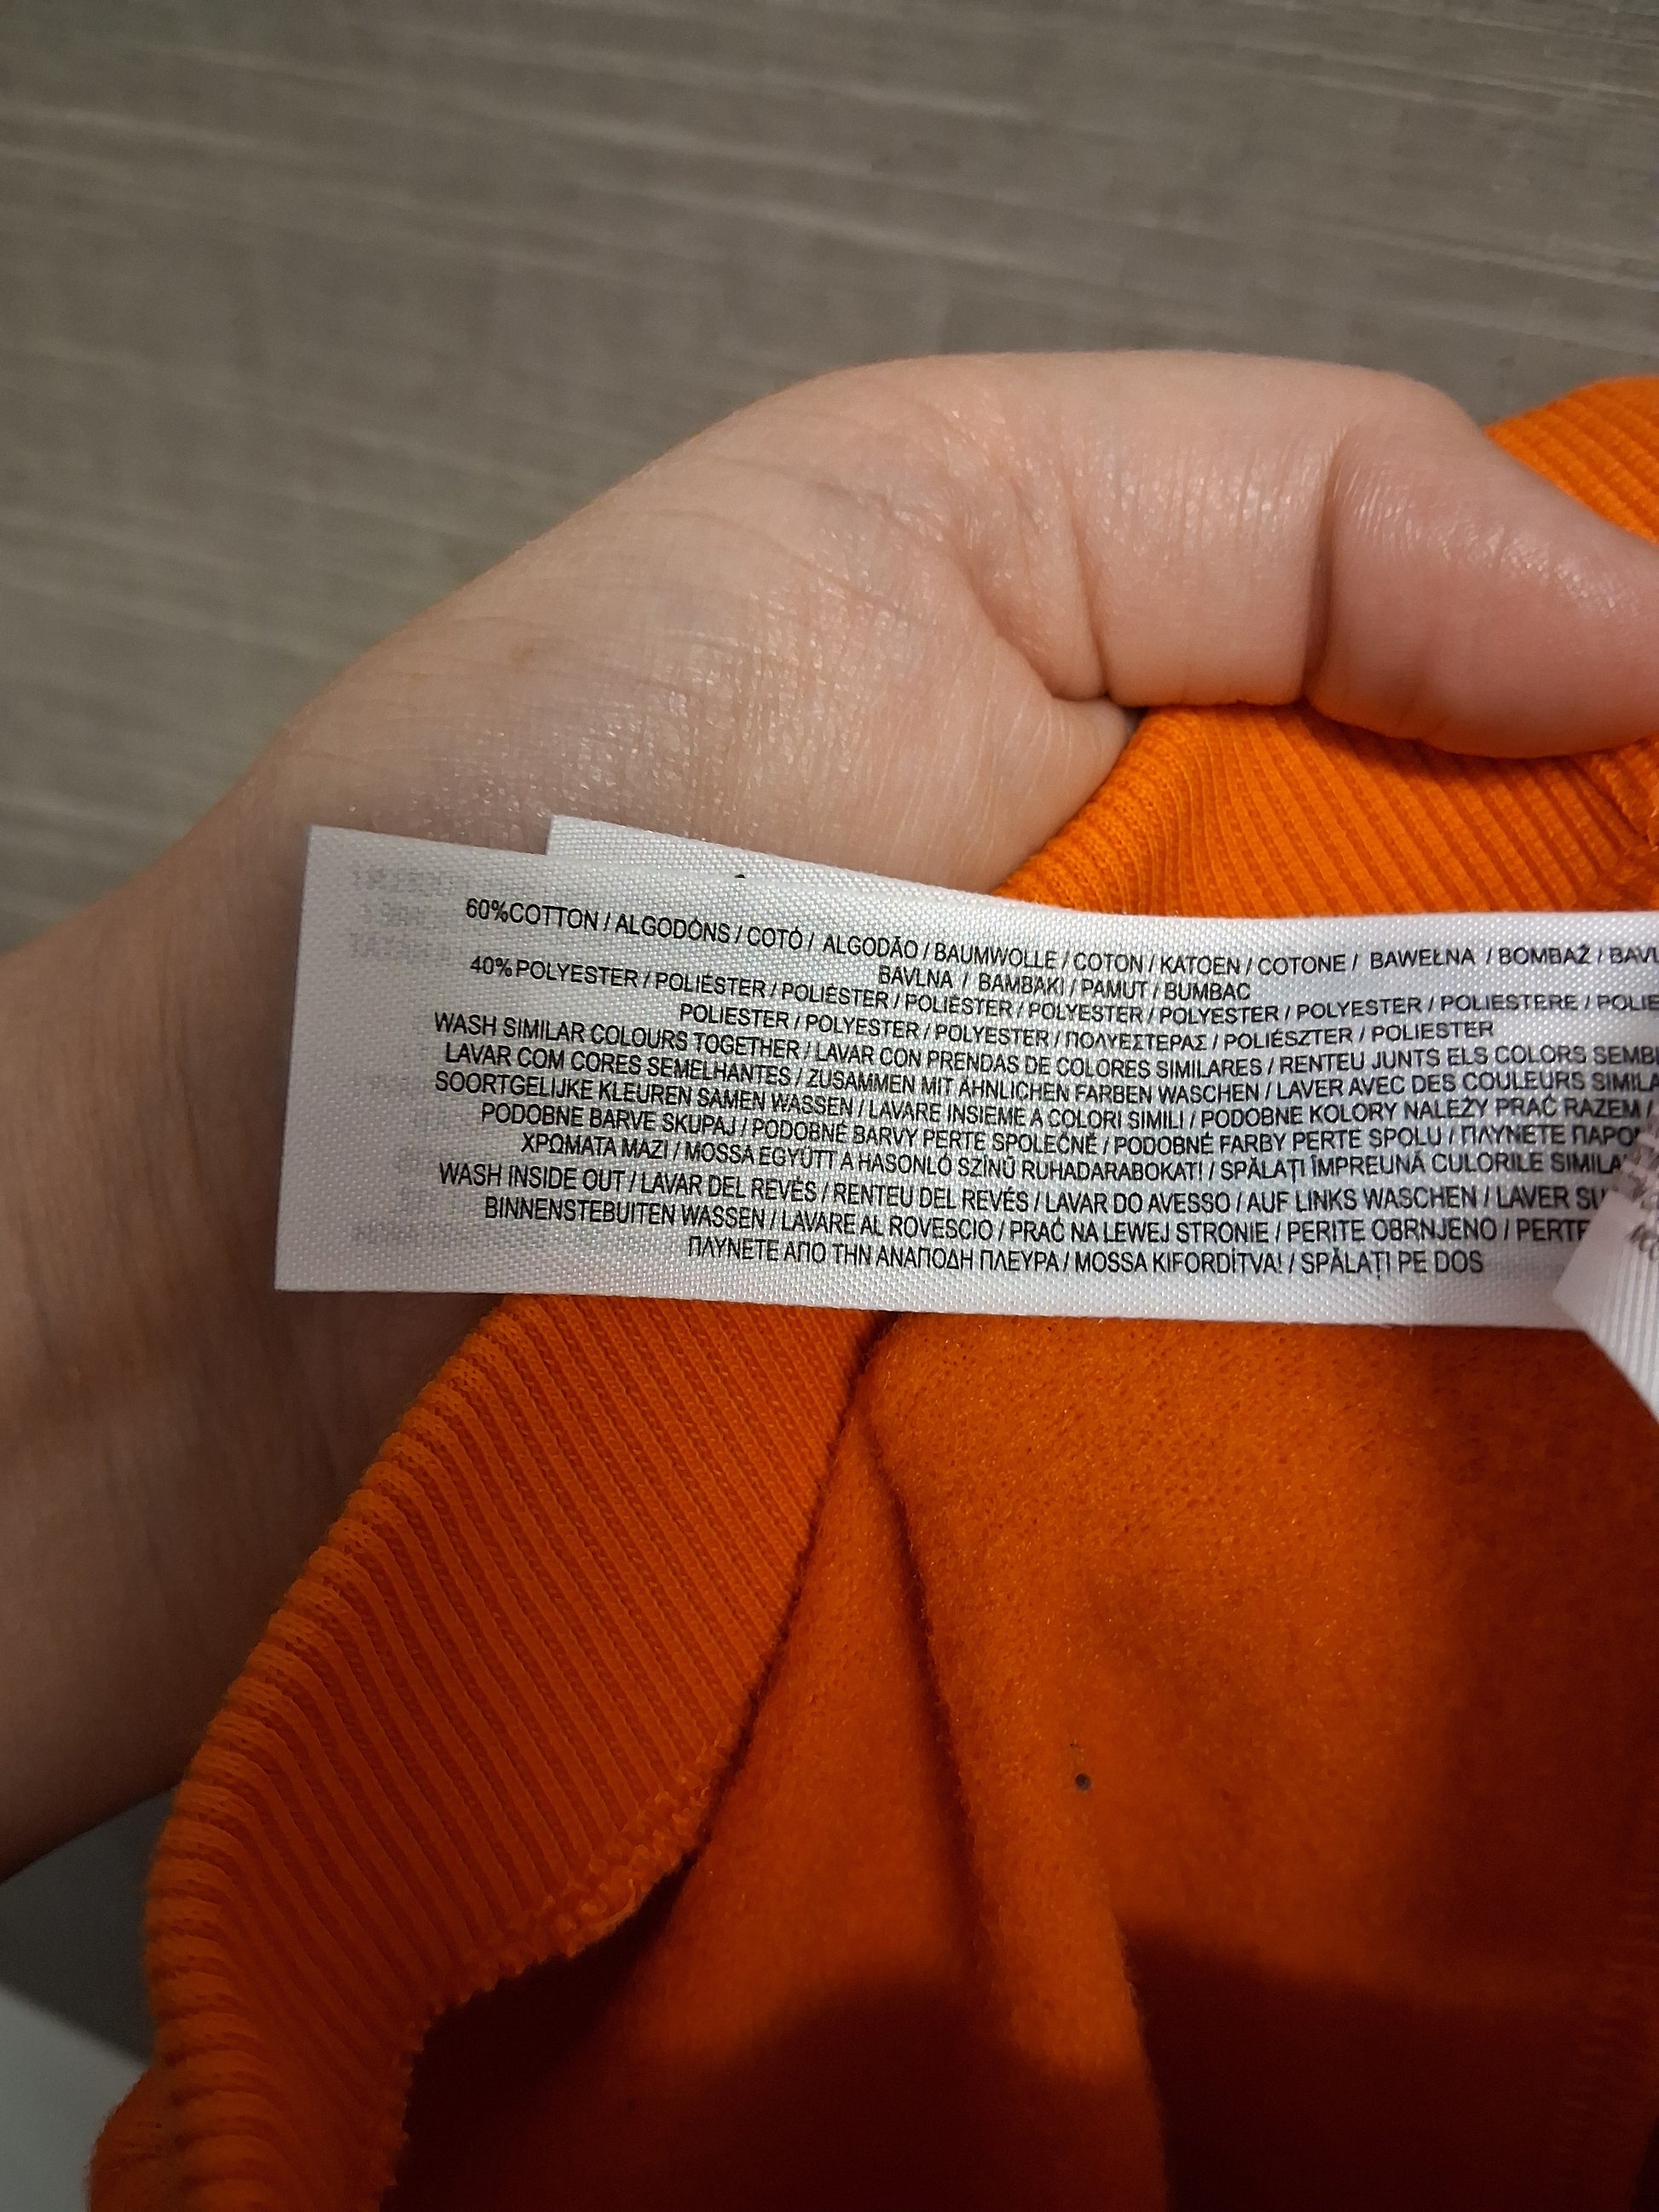 60%COTTON / ALGODÓNS / COTÓ / ALGODÃO / BAUMWOLLE / COTON / KATOEN / COTONE / BAWEŁNA / BOMBAŽ /
BAVLNA / BAMBAKI / PAMUT / BUMBAC
40%POLYESTER / POLIÉSTER / POLIÈSTER / POLIÉSTER / POLYESTER / POLYESTER / POLYESTER / POLIESTERE /
POLIESTER / POLYESTER / POLYESTER / ΠΟΛΥΕΣΤΕΡΑΣ / POLIÉSZTER / POLIESTER
WASH SIMILAR COLOURS TOGETHER / LAVAR CON PRENDAS DE COLORES SIMILARES / RENTEU JUNTS ELS COLORS
LAVAR COM CORES SEMELHANTES / ZUSAMMEN MIT ÄHNLICHEN FARBEN WASCHEN / LAVER AVEC DES COULEURS
SOORTGELIJKE KLEUREN SAMEN WASSEN / LAVARE INSIEME A COLORI SIMILI / PODOBNE KOLORY NALEŻY PRAĆ RAZEM /
PODOBNE BARVE SKUPAJ / PODOBNÉ BARVY PERTE SPOLEČNĚ / PODOBNÉ FARBY PERTE SPOLU / ΠΛΥΝΕΤΕ
ΧΡΩΜΑΤΑ ΜΑΖΙ / MOSSA EGYÜTT A HASONLÓ SZÍNŰ RUHADARABOKAT! / SPĂLAȚI ÎMPREUNĂ CULORILE
WASH INSIDE OUT / LAVAR DEL REVÉS / RENTEU DEL REVÉS / LAVAR DO AVESSO / AUF LINKS WASCHEN / LAVER
BINNENSTEBUITEN WASSEN / LAVARE AL ROVESCIO / PRAĆ NA LEWEJ STRONIE / PERITE OBRNJENO /
ΠΛΥΝΕΤΕ ΑΠΟ ΤΗΝ ΑΝΑΠΟΔΗ ΠΛΕΥΡΑ / MOSSA KIFORDÍTVA! / SPĂLAȚI PE DOS